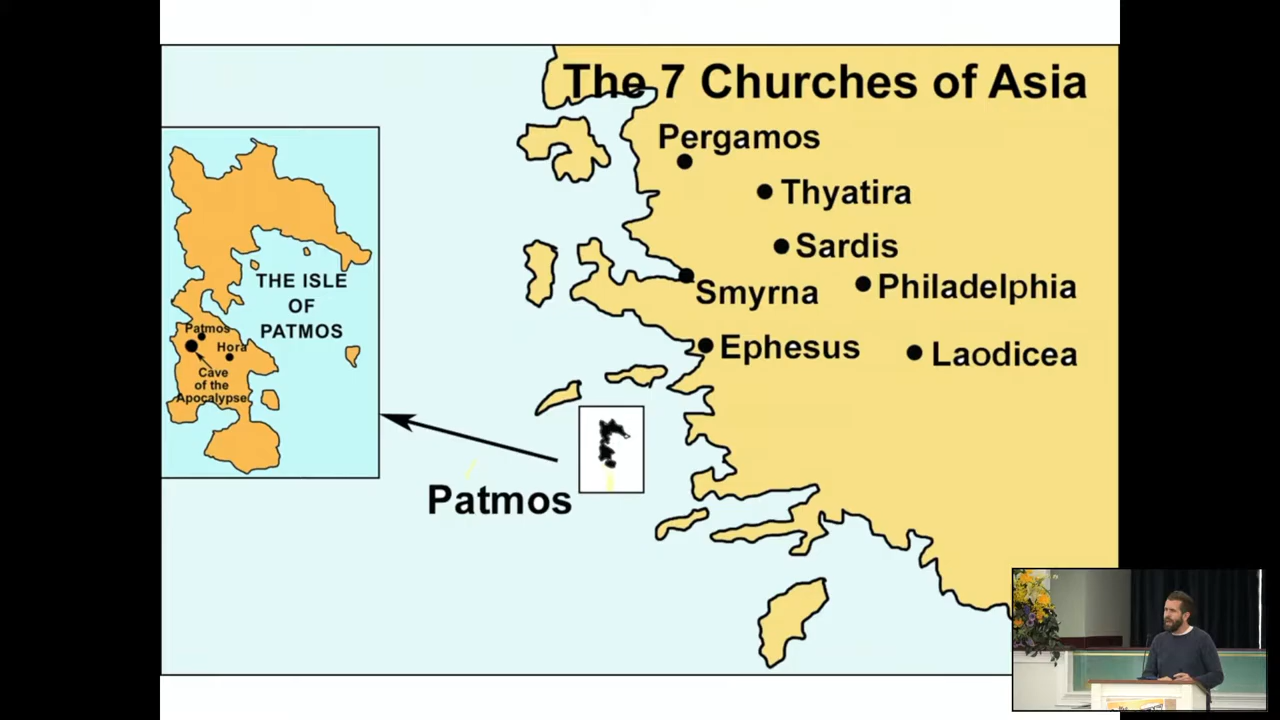 The 7 Churches of Asia
Pergamos
Thyatira
Sardis
Smyrna
Philadelphia
Ephesus
Laodicea
Patmos
THE ISLE
OF
PATMOS
Patmos
Hora
Cave
of the
Apocalypse